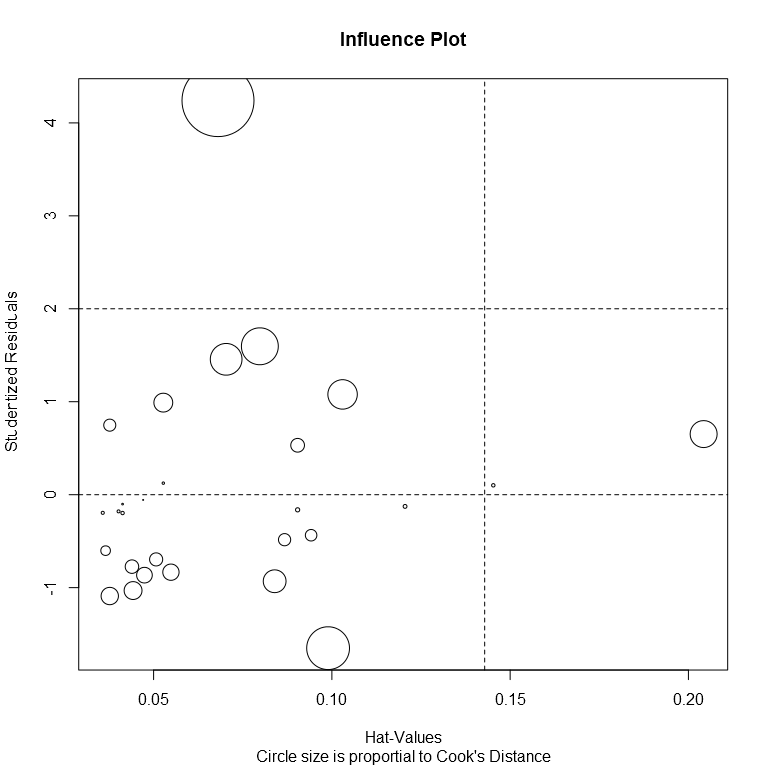 Influence Plot
4
3
2
1
0
-1
Studentized Residuals
0.05 0.10 0.15 0.20
Hat-Values
Circle size is proportial to Cook's Distance